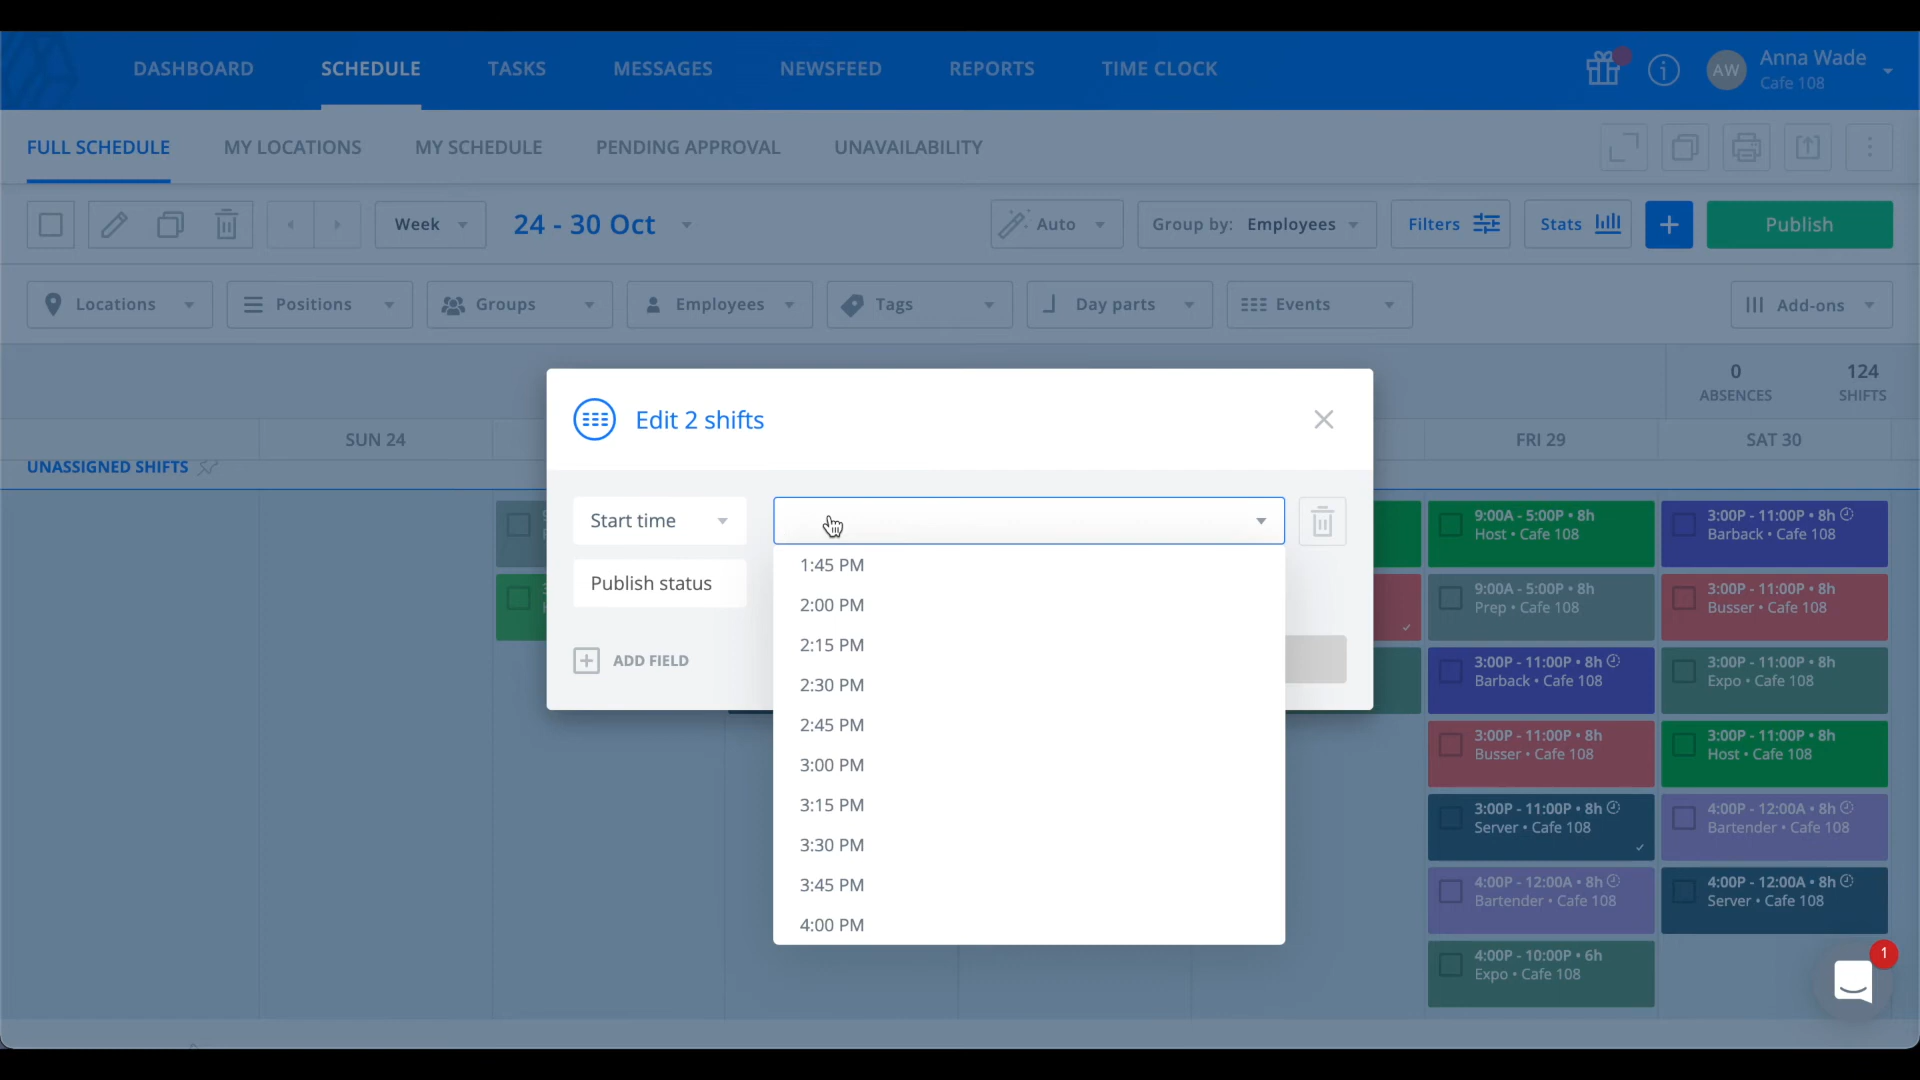 DASHBOARD SCHEDULE TASKS MESSAGES NEWSFEED REPORTS TIME CLOCK
AW Anna Wade
Cafe 108
FULL SCHEDULE MY LOCATIONS MY SCHEDULE PENDING APPROVAL UNAVAILABILITY
Week 24 - 30 Oct Auto Group by: Employees Filters Stats + Publish
Locations Positions Groups Employees Tags Day parts Events Add-ons
0 124
ABSENCES SHIFTS
SUN 24 FRI 29 SAT 30
UNASSIGNED SHIFTS
Edit 2 shifts
Start time
Publish status
ADD FIELD
1:45 PM
2:00 PM
2:15 PM
2:30 PM
2:45 PM
3:00 PM
3:15 PM
3:30 PM
3:45 PM
4:00 PM
9:00A - 5:00P • 8h
Host • Cafe 108
9:00A - 5:00P • 8h
Prep • Cafe 108
3:00P - 11:00P • 8h
Barback • Cafe 108
3:00P - 11:00P • 8h
Busser • Cafe 108
3:00P - 11:00P • 8h
Server • Cafe 108
4:00P - 12:00A • 8h
Bartender • Cafe 108
4:00P - 10:00P • 6h
Expo • Cafe 108
3:00P - 11:00P • 8h
Barback • Cafe 108
3:00P - 11:00P • 8h
Busser • Cafe 108
3:00P - 11:00P • 8h
Expo • Cafe 108
3:00P - 11:00P • 8h
Host • Cafe 108
4:00P - 12:00A • 8h
Bartender • Cafe 108
4:00P - 12:00A • 8h
Server • Cafe 108
1